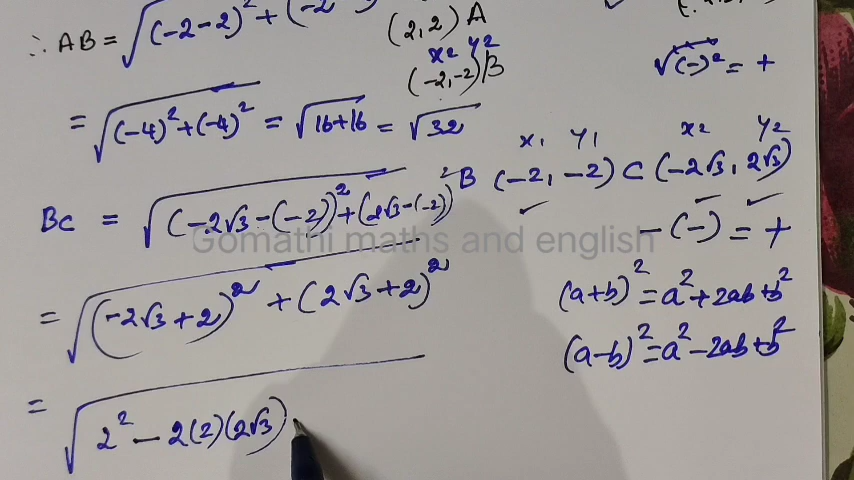 ∴ AB = √(-2-2)² + (-2
(2,2) A
x₂ y₂
(-2,-2) B
√(-)² = +
= √(-4)²+(-4)² = √16+16 = √32
x₁ y₁ x₂ y₂
B (-2, -2) C (-2√3, 2√3)
BC = √(-2√3-(-2))²+(2√3-(-2))²
-(-) = +
Gomathi maths and english
= √(-2√3+2)² + (2√3+2)²
(a+b)²=a²+2ab+b²
(a-b)²=a²-2ab+b²
= √2² - 2(2)(2√3)